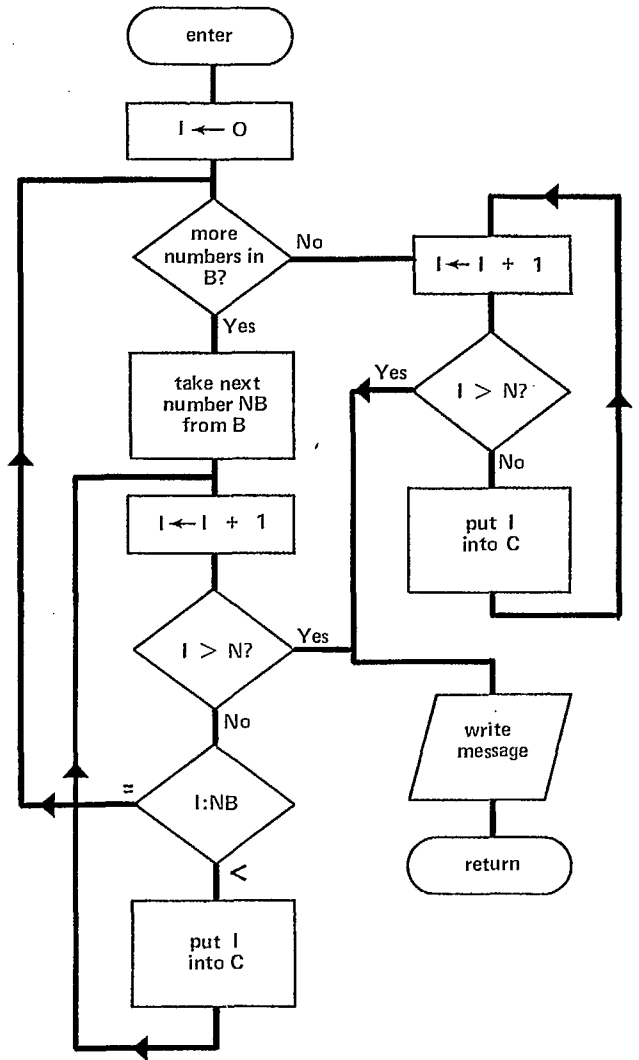 enter
I ← O
more
numbers in
B?
No
Yes
take next
number NB
from B
I ← I + 1
I > N?
Yes
No
I:NB
=
<
put I
into C
I ← I + 1
I > N?
Yes
No
put I
into C
write
message
return